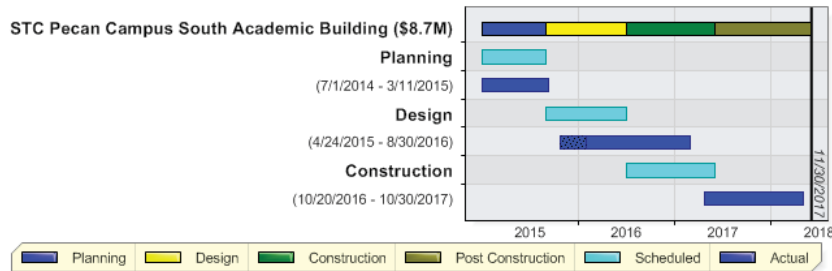 STC Pecan Campus South Academic Building ($8.7M)
Planning
(7/1/2014 - 3/11/2015)
Design
(4/24/2015 - 8/30/2016)
Construction
(10/20/2016 - 10/30/2017)
11/30/2017
2015 2016 2017 2018
Planning Design Construction Post Construction Scheduled Actual